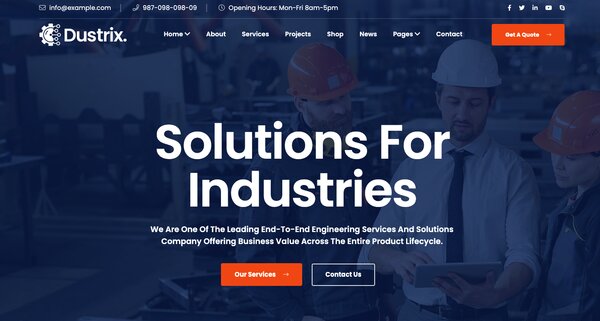 info@example.com 987-098-098-09 Opening Hours: Mon-Fri 8am-5pm
Dustrix. Home About Services Projects Shop News Pages Contact Get A Quote
Solutions For
Industries
We Are One Of The Leading End-To-End Engineering Services And Solutions
Company Offering Business Value Across The Entire Product Lifecycle.
Our Services Contact Us